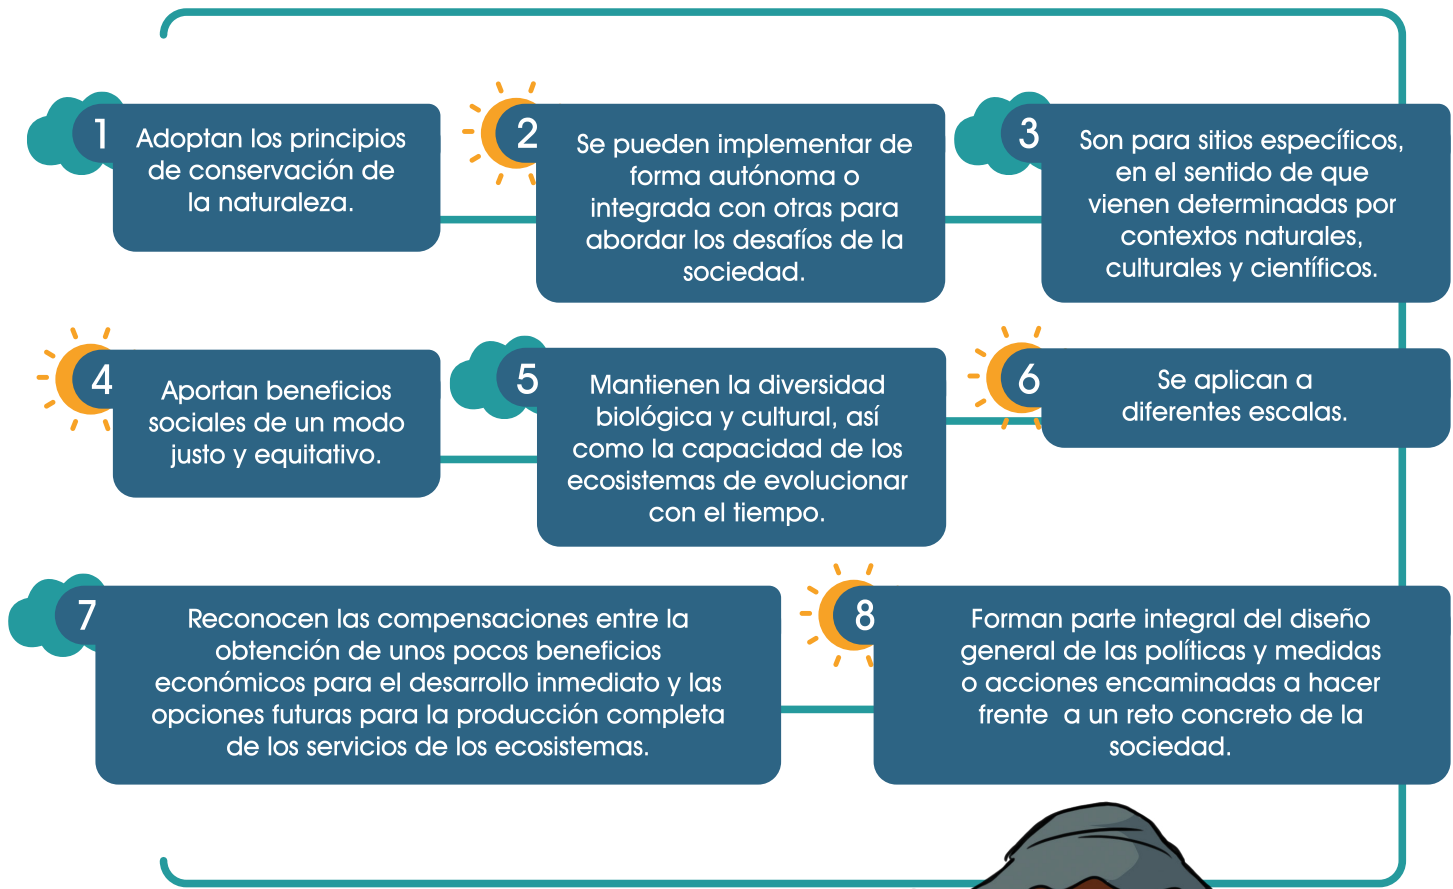 1
Adoptan los principios
de conservación de
la naturaleza.
2
Se pueden implementar de
forma autónoma o
integrada con otras para
abordar los desafíos de la
sociedad.
3
Son para sitios específicos,
en el sentido de que
vienen determinadas por
contextos naturales,
culturales y científicos.
4
Aportan beneficios
sociales de un modo
justo y equitativo.
5
Mantienen la diversidad
biológica y cultural, así
como la capacidad de los
ecosistemas de evolucionar
con el tiempo.
6
Se aplican a
diferentes escalas.
7
Reconocen las compensaciones entre la
obtención de unos pocos beneficios
económicos para el desarrollo inmediato y las
opciones futuras para la producción completa
de los servicios de los ecosistemas.
8
Forman parte integral del diseño
general de las políticas y medidas
o acciones encaminadas a hacer
frente  a un reto concreto de la
sociedad.